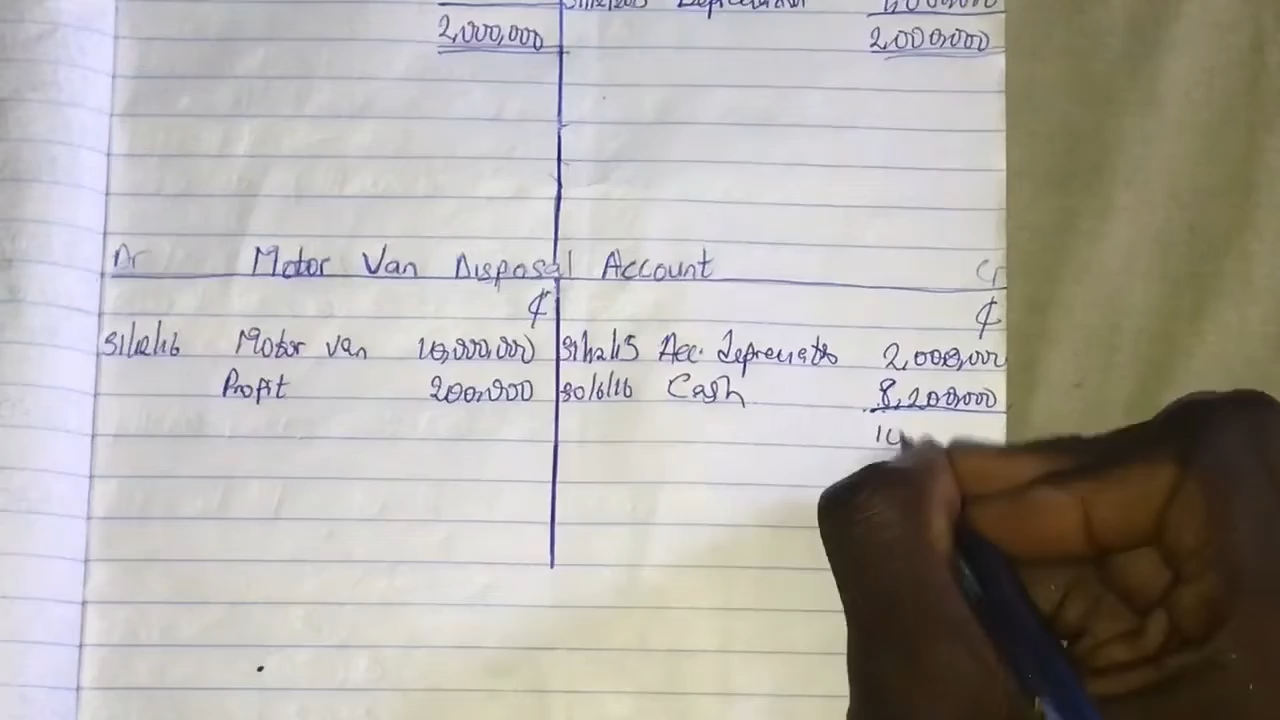 2,000,000 2,000,000
Dr Motor Van Disposal Account Cr
₵ ₵
31/12/16 Motor van 10,000,000 31/12/15 Acc. depreciatn 2,000,000
Profit 200,000 30/6/16 Cash 8,200,000
10